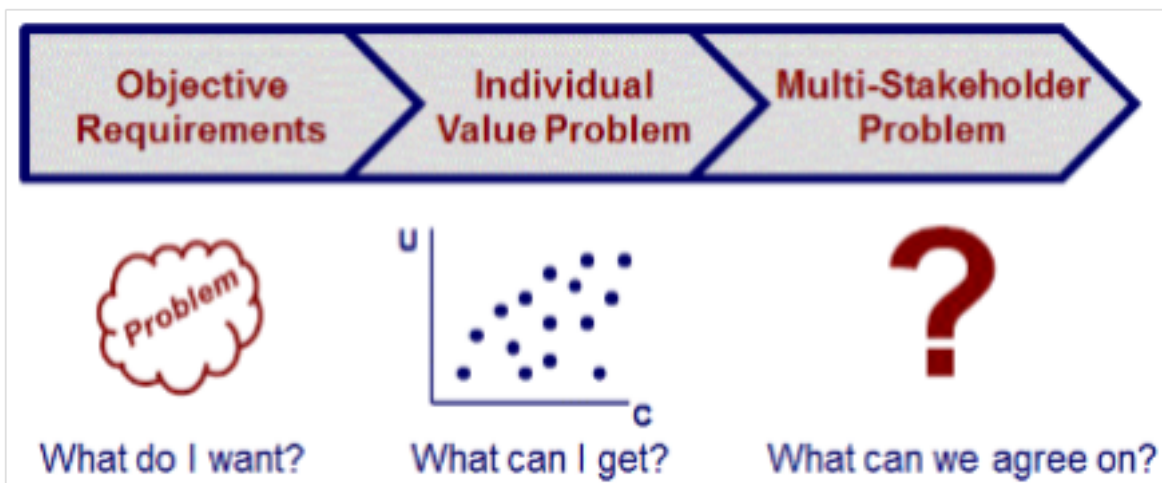 Objective
Requirements
Individual
Value Problem
Multi-Stakeholder
Problem
Problem
U
C
?
What do I want?
What can I get?
What can we agree on?